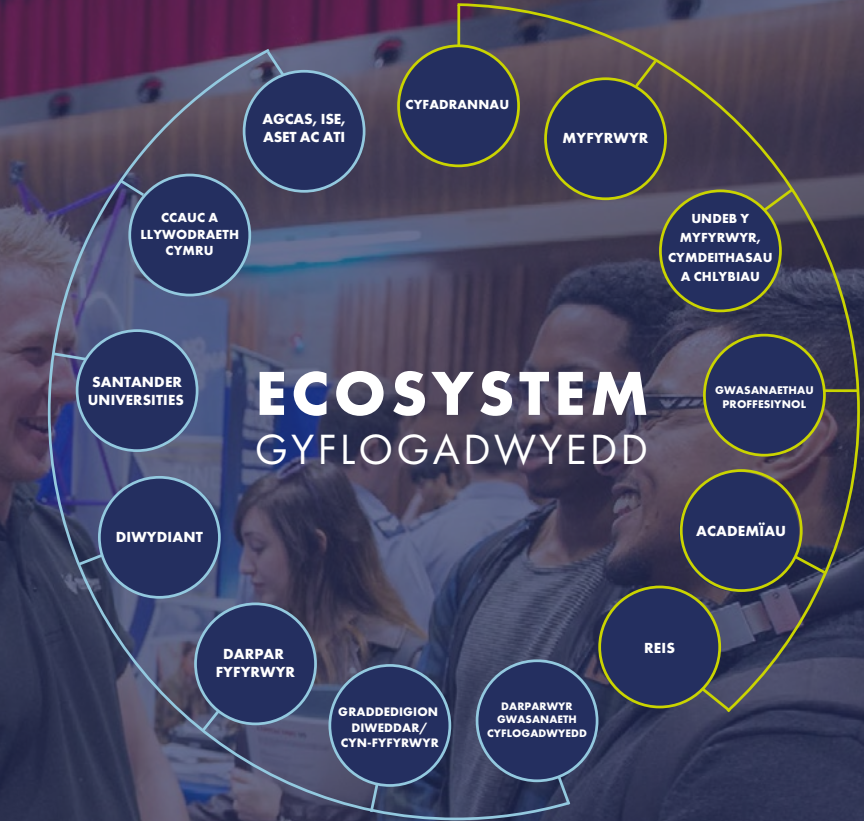 ECOSYSTEM
GYFLOGADWYEDD
CYFADRANNAU
MYFYRWYR
UNDEB Y
MYFYRWYR,
CYMDEITHASAU
A CHLYBIAU
GWASANAETHAU
PROFFESIYNOL
ACADEMÏAU
REIS
DARPARWYR
GWASANAETH
CYFLOGADWYEDD
GRADDEDIGION
DIWEDDAR/
CYN-FYFYRWYR
DARPAR
FYFYRWYR
DIWYDIANT
SANTANDER
UNIVERSITIES
CCAUC A
LLYWODRAETH
CYMRU
AGCAS, ISE,
ASET AC ATI